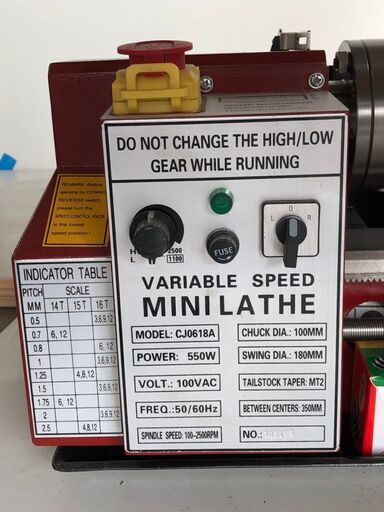 DO NOT CHANGE THE HIGH/LOW
GEAR WHILE RUNNING
REMARK: Before
operating the FORWARD
REVERSE switch,
please turn the
SPEED CONTROL KNOB
to the lowest
speed position!
O
L R
H 2500
L 1100
FUSE
VARIABLE SPEED
MINI LATHE
MODEL: CJ0618A
CHUCK DIA.: 100MM
POWER: 550W
SWING DIA.: 180MM
VOLT.: 100VAC
TAILSTOCK TAPER: MT2
FREQ.: 50/60Hz
BETWEEN CENTERS: 350MM
SPINDLE SPEED: 100-2500RPM
NO.:
INDICATOR TABLE
PITCH SCALE
M.M 14 T 15 T 16 T
0.5 3,6,9,12
0.7 6, 12
0.8 6, 12
1 3,6,9,12
1.25 4,8,12
1.5 3,6,9,12
1.75 6, 12
2 3,6,9,12
2.5 4,8,12